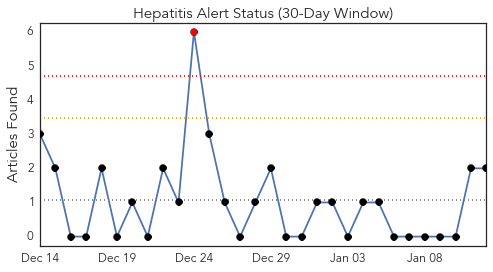 Hepatitis Alert Status (30-Day Window)
Articles Found
6
5
4
3
2
1
0
Dec 14 Dec 19 Dec 24 Dec 29 Jan 03 Jan 08